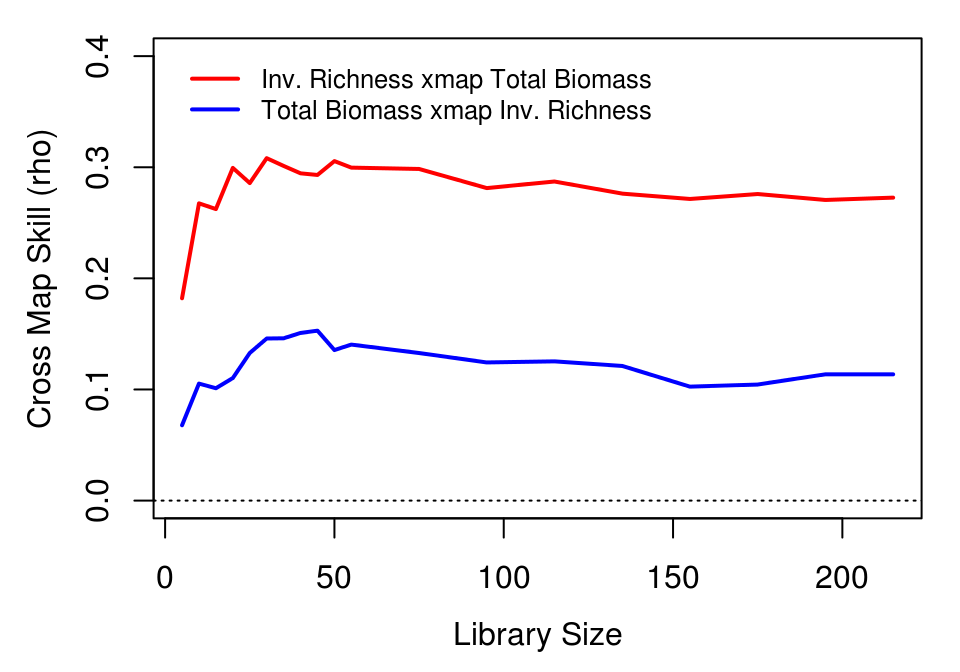 0.4
0.3
0.2
0.1
0.0
Cross Map Skill (rho)
Inv. Richness xmap Total Biomass
Total Biomass xmap Inv. Richness
0 50 100 150 200
Library Size